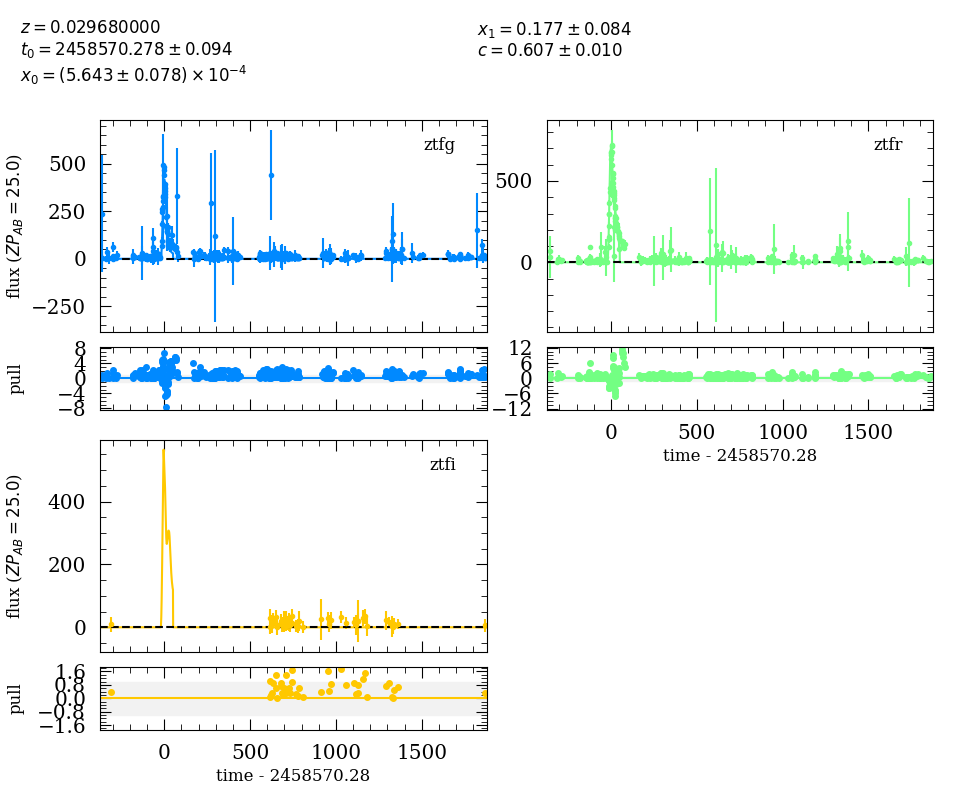 z = 0.029680000
t0 = 2458570.278 ± 0.094
x0 = (5.643 ± 0.078) × 10^−4
x1 = 0.177 ± 0.084
c = 0.607 ± 0.010
ztfg
flux (ZP_AB = 25.0)
500
250
0
−250
pull
8
4
0
−4
−8
ztfr
500
0
12
6
0
−6
−12
0 500 1000 1500
time - 2458570.28
ztfi
flux (ZP_AB = 25.0)
400
200
0
pull
1.6
0.8
0.0
−0.8
−1.6
0 500 1000 1500
time - 2458570.28